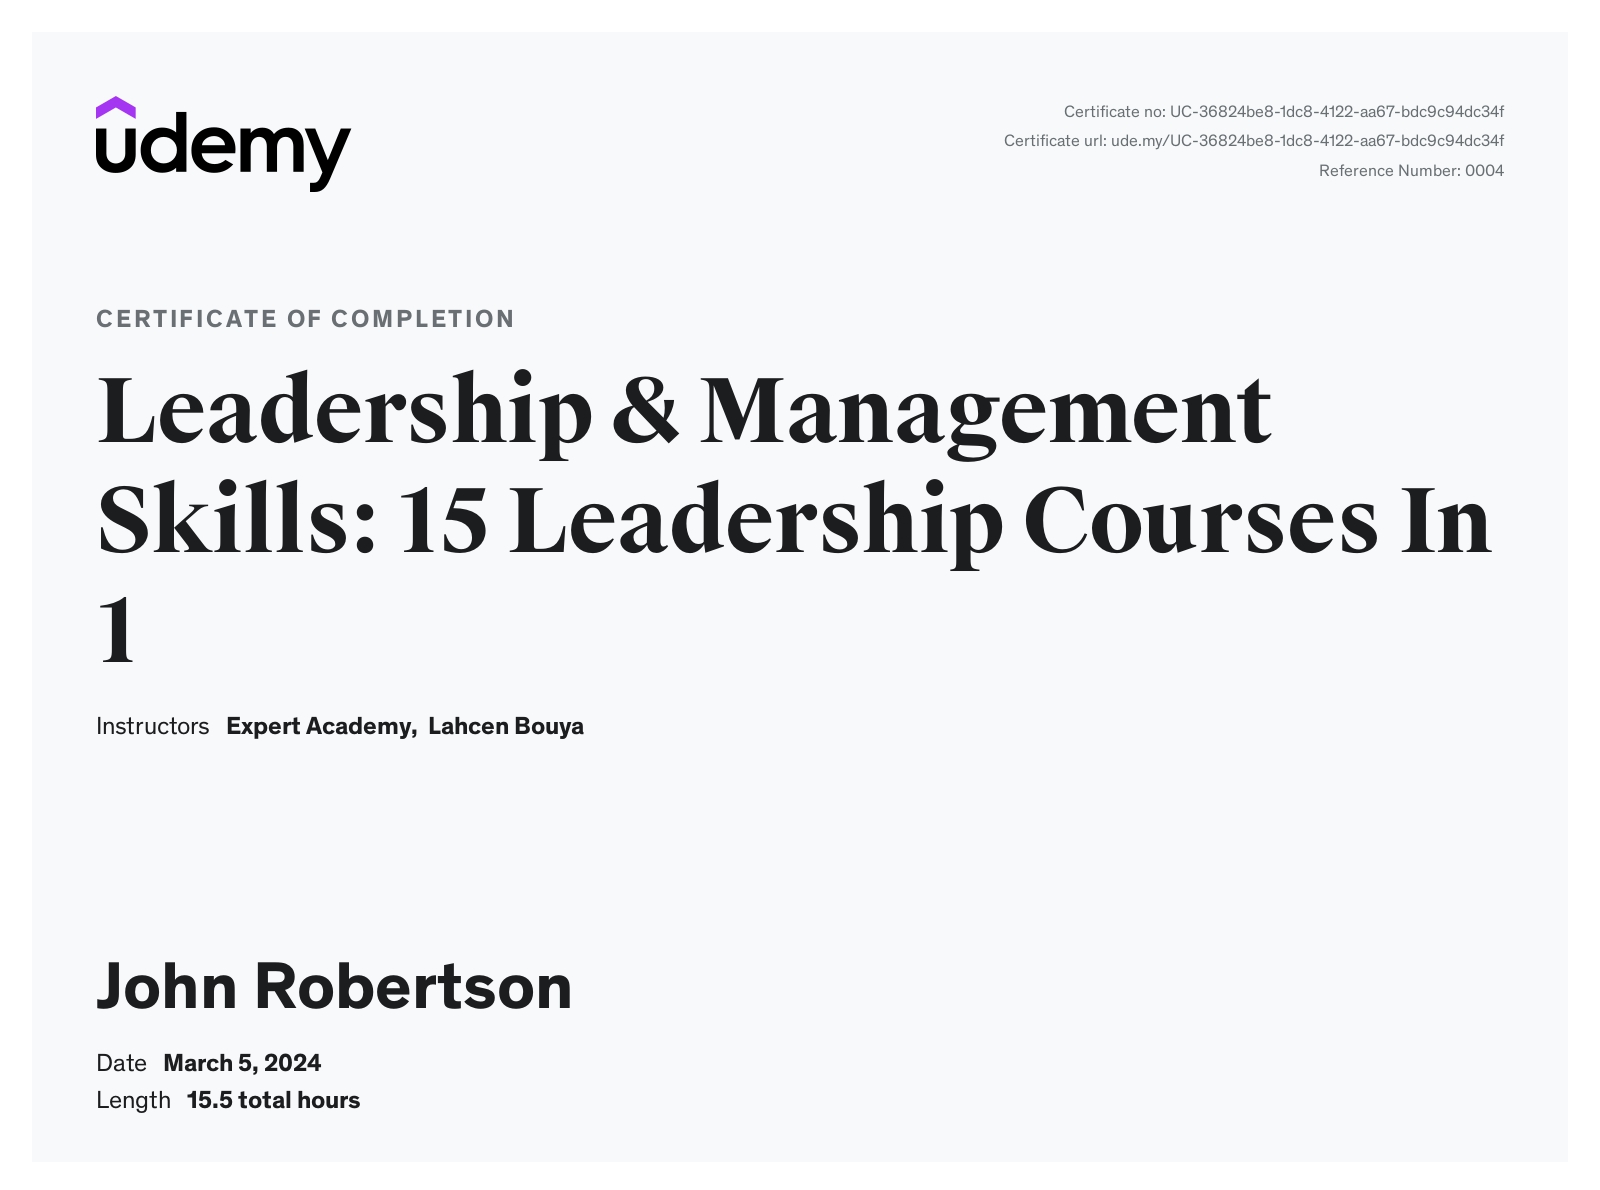 udemy
Certificate no: UC-36824be8-1dc8-4122-aa67-bdc9c94dc34f
Certificate url: ude.my/UC-36824be8-1dc8-4122-aa67-bdc9c94dc34f
Reference Number: 0004
CERTIFICATE OF COMPLETION
Leadership & Management
Skills: 15 Leadership Courses In
1
Instructors Expert Academy, Lahcen Bouya
John Robertson
Date March 5, 2024
Length 15.5 total hours